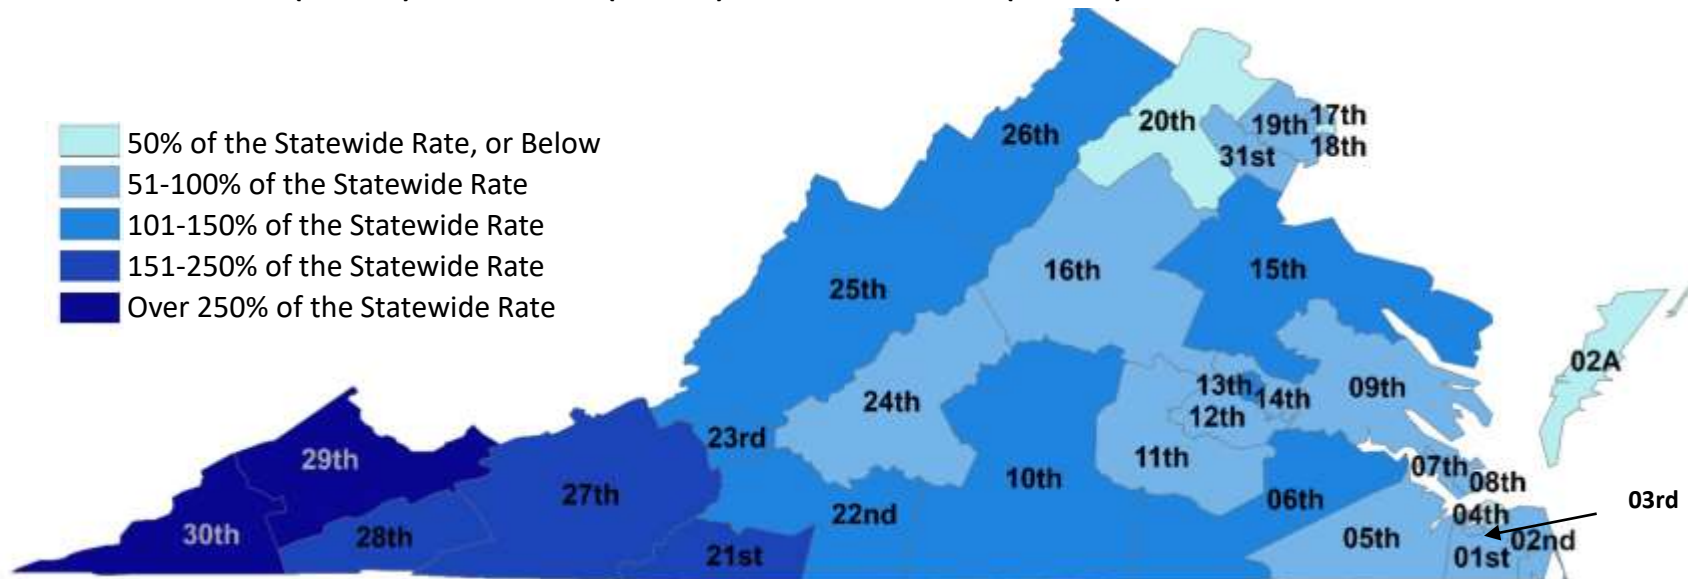 50% of the Statewide Rate, or Below
51-100% of the Statewide Rate
101-150% of the Statewide Rate
151-250% of the Statewide Rate
Over 250% of the Statewide Rate
26th
20th
19th
17th
18th
31st
25th
16th
15th
02A
24th
13th
14th
12th
09th
23rd
11th
29th
27th
10th
07th
08th
03rd
30th
28th
21st
22nd
06th
05th
04th
01st
02nd